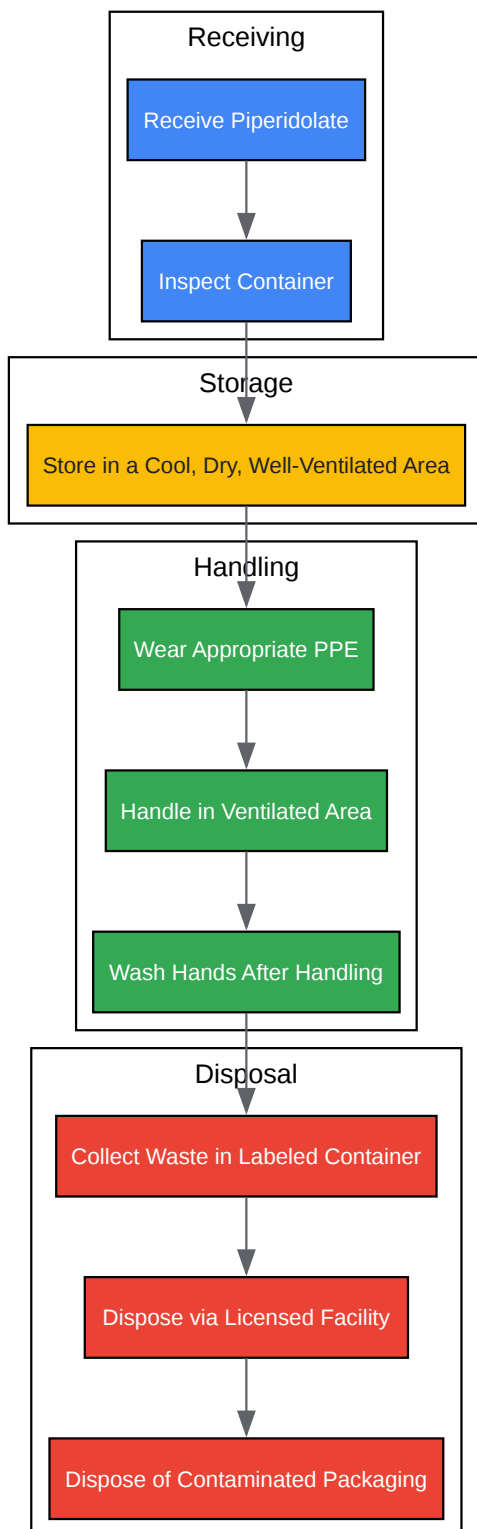 Receiving
Receive Piperidolate
Inspect Container
Storage
Store in a Cool, Dry, Well-Ventilated Area
Handling
Wear Appropriate PPE
Handle in Ventilated Area
Wash Hands After Handling
Disposal
Collect Waste in Labeled Container
Dispose via Licensed Facility
Dispose of Contaminated Packaging